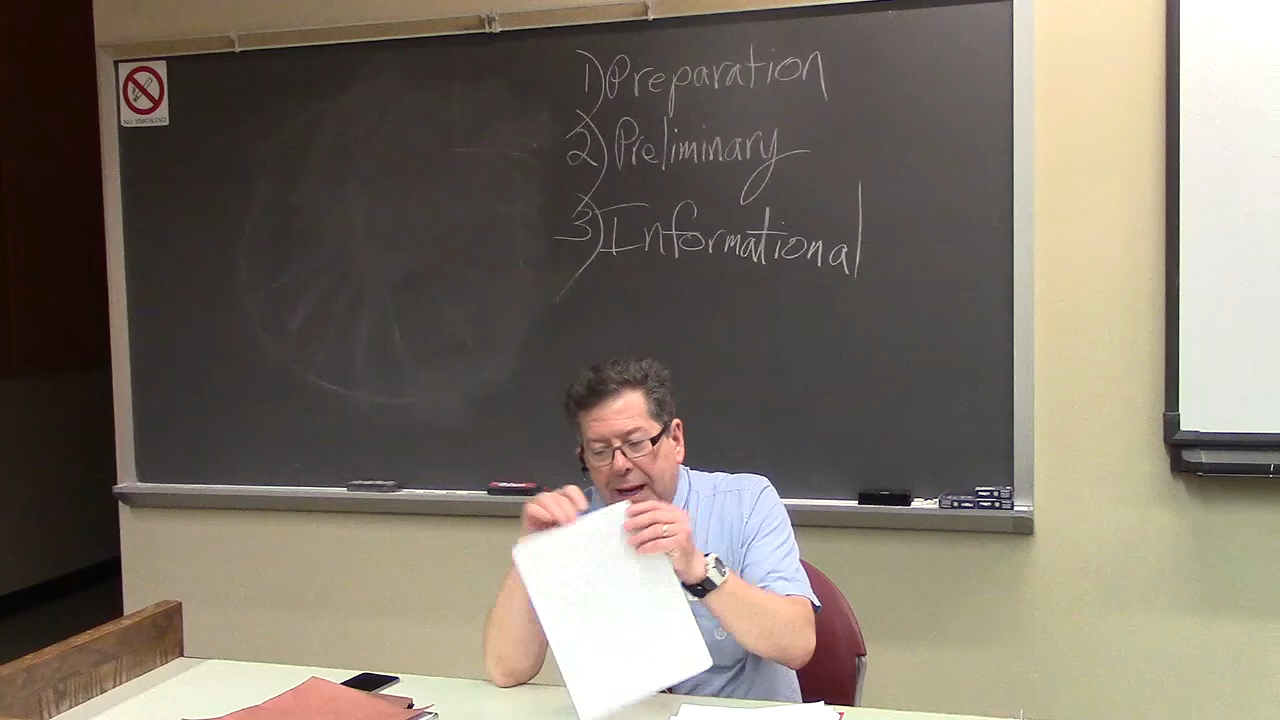 NO SMOKING
1) Preparation
2) Preliminary
3) Informational